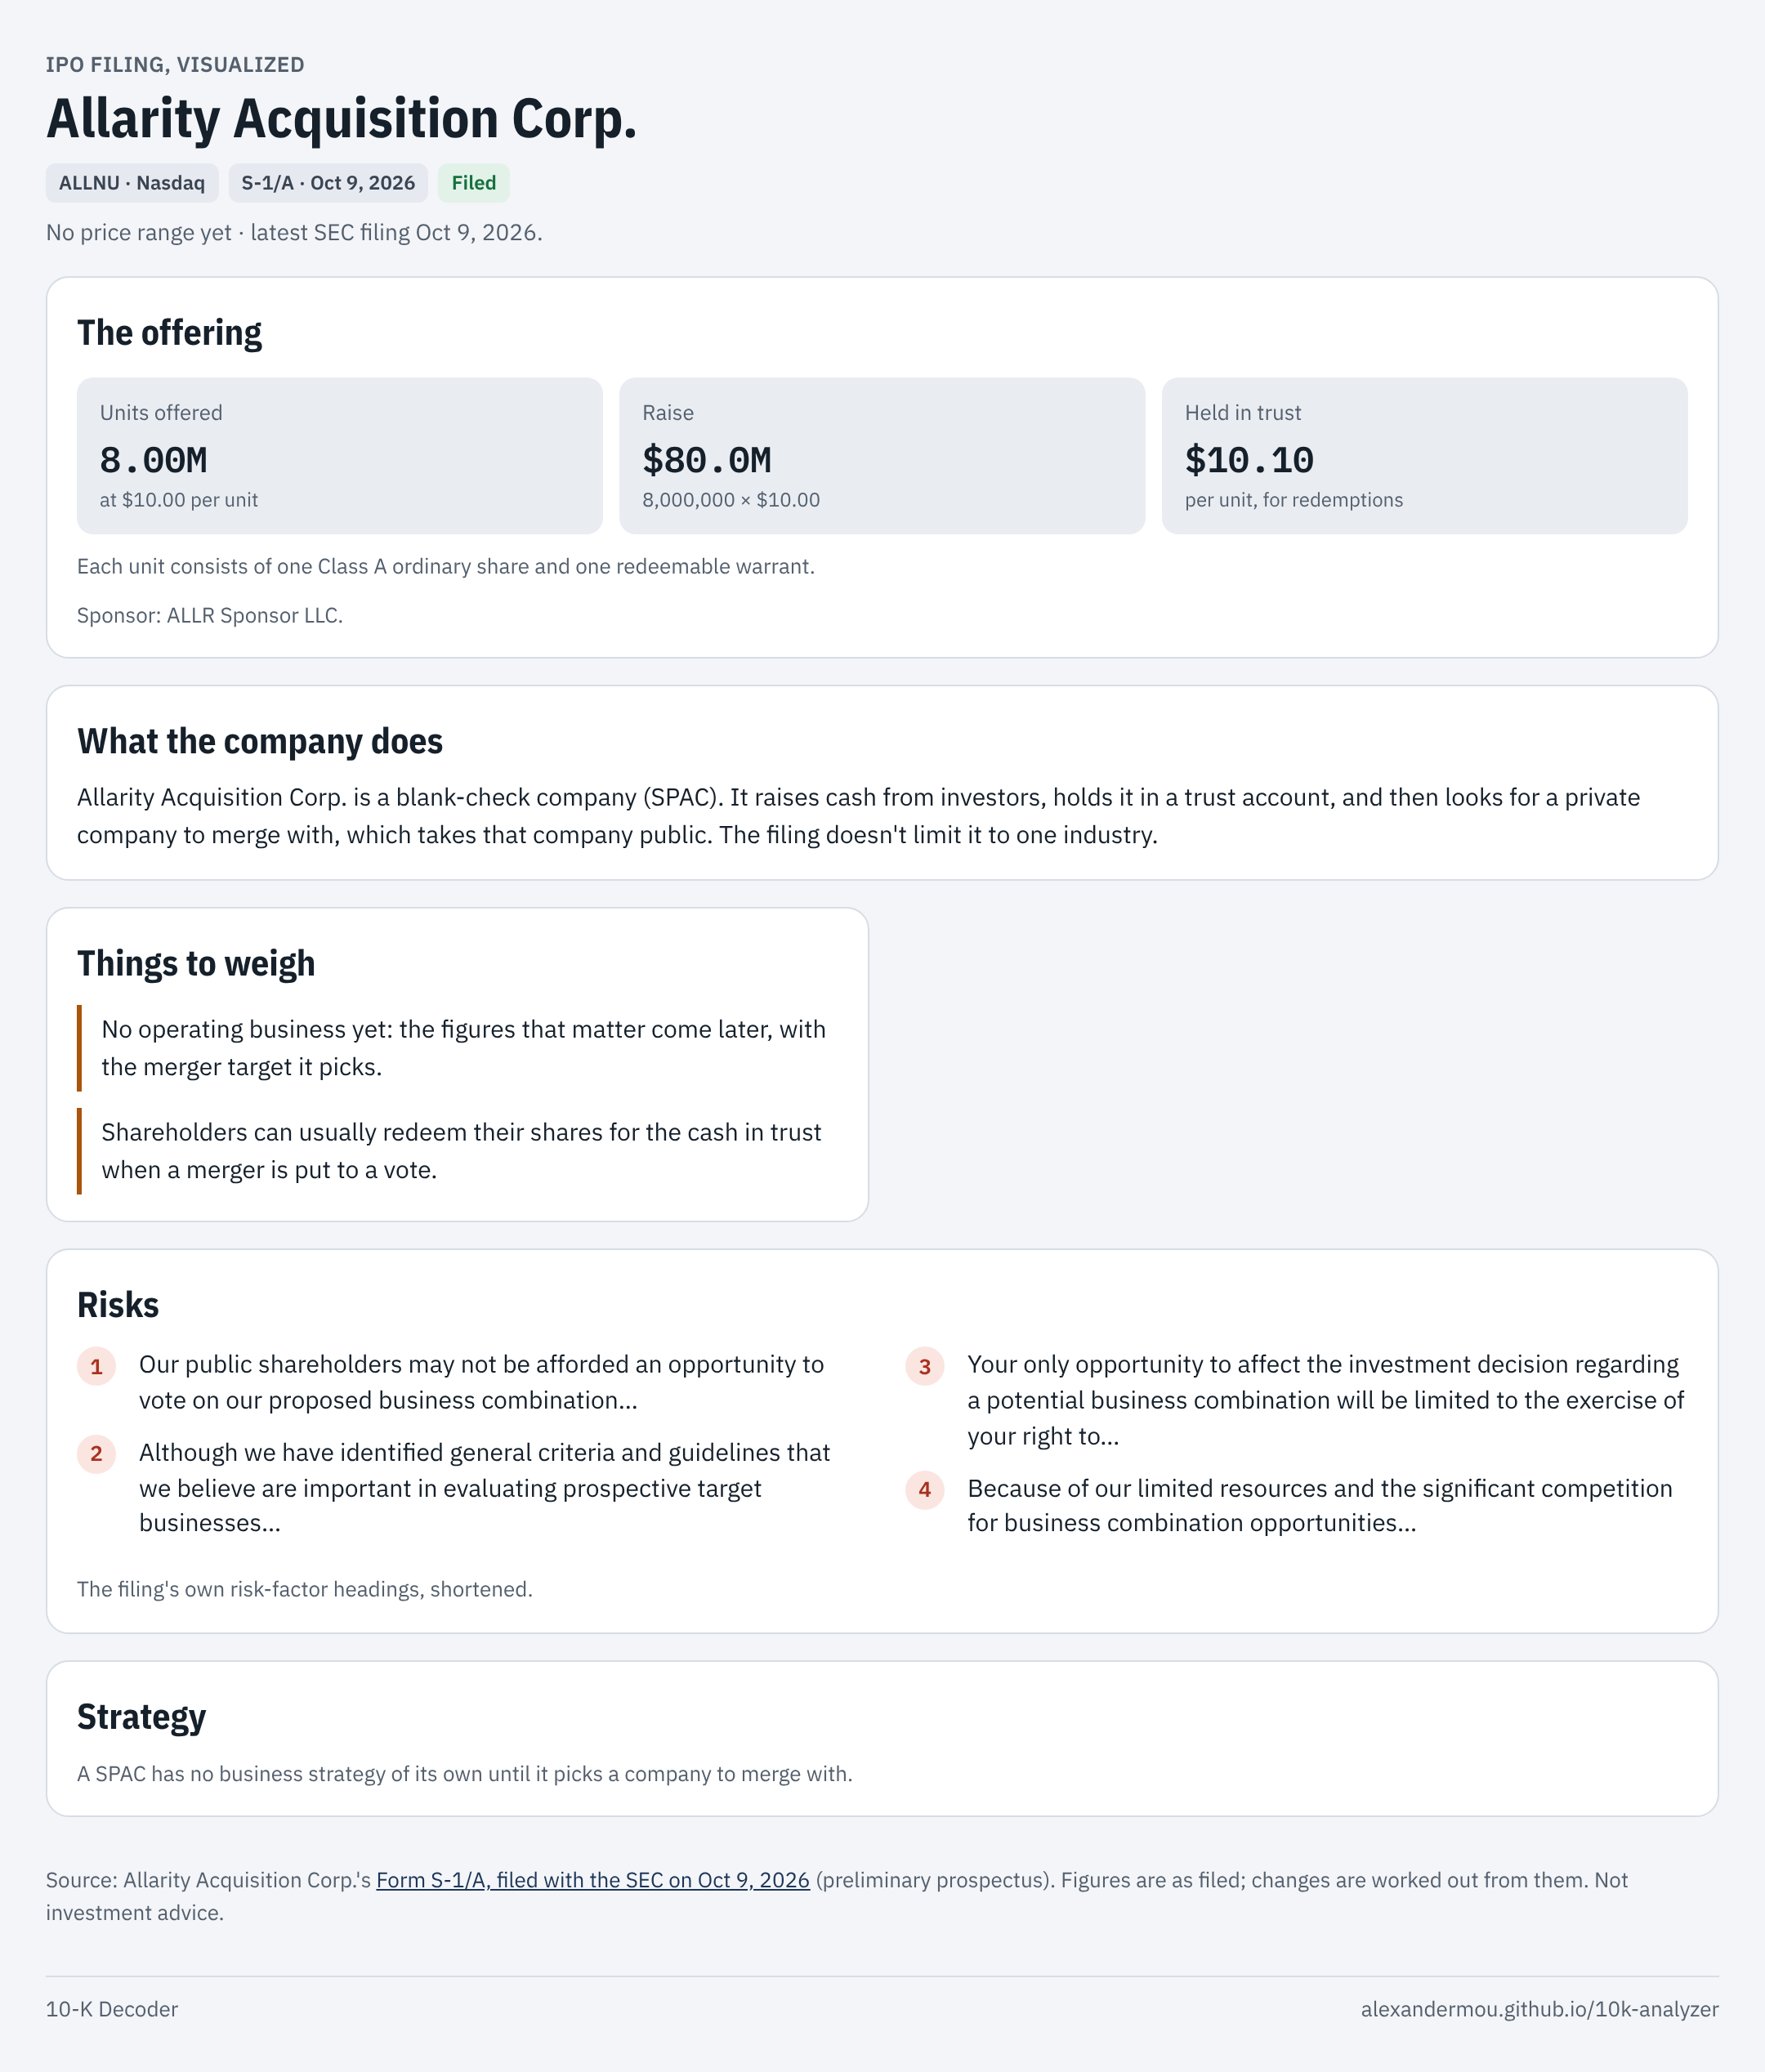 IPO FILING, VISUALIZED
Allarity Acquisition Corp.
ALLNU · Nasdaq
S-1/A · Oct 9, 2026
Filed
No price range yet · latest SEC filing Oct 9, 2026.
The offering
Units offered
8.00M
at $10.00 per unit
Raise
$80.0M
8,000,000 × $10.00
Held in trust
$10.10
per unit, for redemptions
Each unit consists of one Class A ordinary share and one redeemable warrant.
Sponsor: ALLR Sponsor LLC.
What the company does
Allarity Acquisition Corp. is a blank-check company (SPAC). It raises cash from investors, holds it in a trust account, and then looks for a private
company to merge with, which takes that company public. The filing doesn't limit it to one industry.
Things to weigh
No operating business yet: the figures that matter come later, with
the merger target it picks.
Shareholders can usually redeem their shares for the cash in trust
when a merger is put to a vote.
Risks
1
Our public shareholders may not be afforded an opportunity to
vote on our proposed business combination…
2
Although we have identified general criteria and guidelines that
we believe are important in evaluating prospective target
businesses…
3
Your only opportunity to affect the investment decision regarding
a potential business combination will be limited to the exercise of
your right to…
4
Because of our limited resources and the significant competition
for business combination opportunities…
The filing's own risk-factor headings, shortened.
Strategy
A SPAC has no business strategy of its own until it picks a company to merge with.
Source: Allarity Acquisition Corp.'s Form S-1/A, filed with the SEC on Oct 9, 2026 (preliminary prospectus). Figures are as filed; changes are worked out from them. Not
investment advice.
10-K Decoder
alexandermou.github.io/10k-analyzer